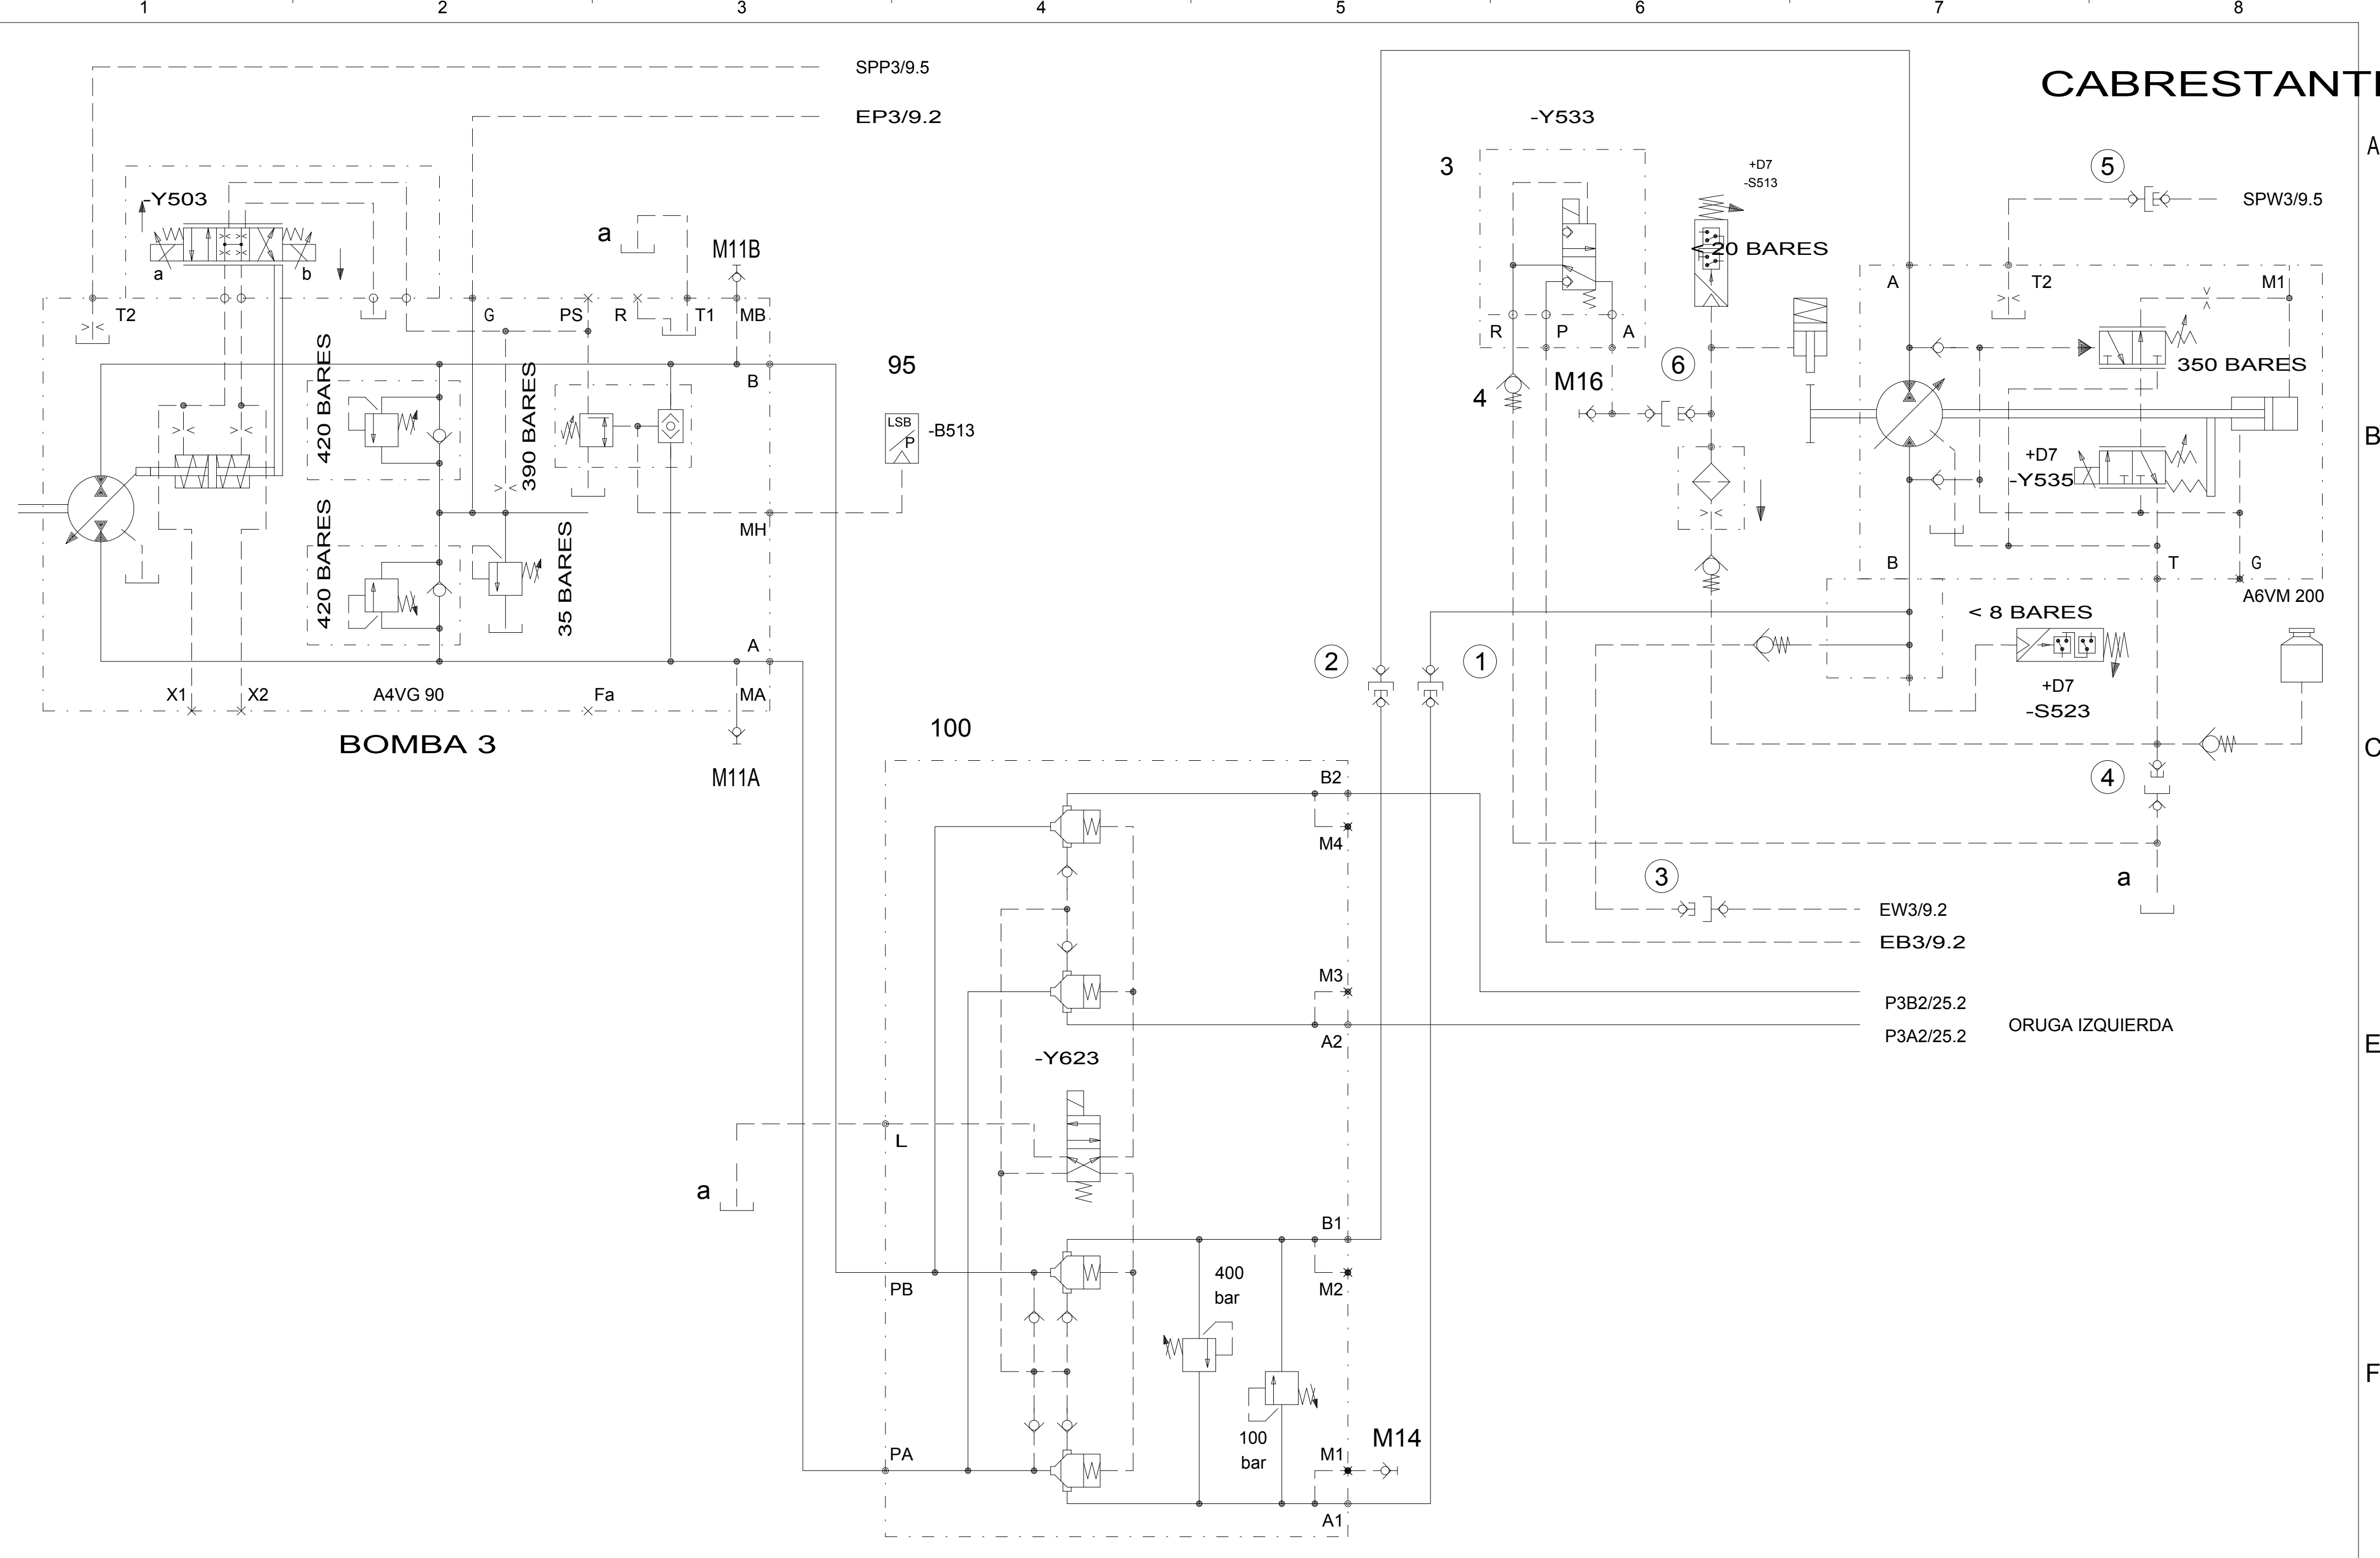 1 2 3 4 5 6 7 8
SPP3/9.5
CABRESTANT
EP3/9.2
-Y533
A
3
+D7
-S513
5
-Y503
SPW3/9.5
a
M11B
< 20 BARES
a
b
A
T2
M1
T2
G
PS
R
T1
MB
R
P
A
420 BARES
390 BARES
B
95
6
350 BARES
M16
4
LSB
P
-B513
B
+D7
-Y535
420 BARES
35 BARES
MH
B
T
G
A6VM 200
< 8 BARES
A
2
1
X1
X2
A4VG 90
Fa
MA
+D7
-S523
100
BOMBA 3
C
M11A
B2
4
M4
3
a
EW3/9.2
EB3/9.2
M3
P3B2/25.2
ORUGA IZQUIERDA
P3A2/25.2
A2
E
-Y623
L
a
B1
400
bar
PB
M2
F
100
bar
M14
PA
M1
A1